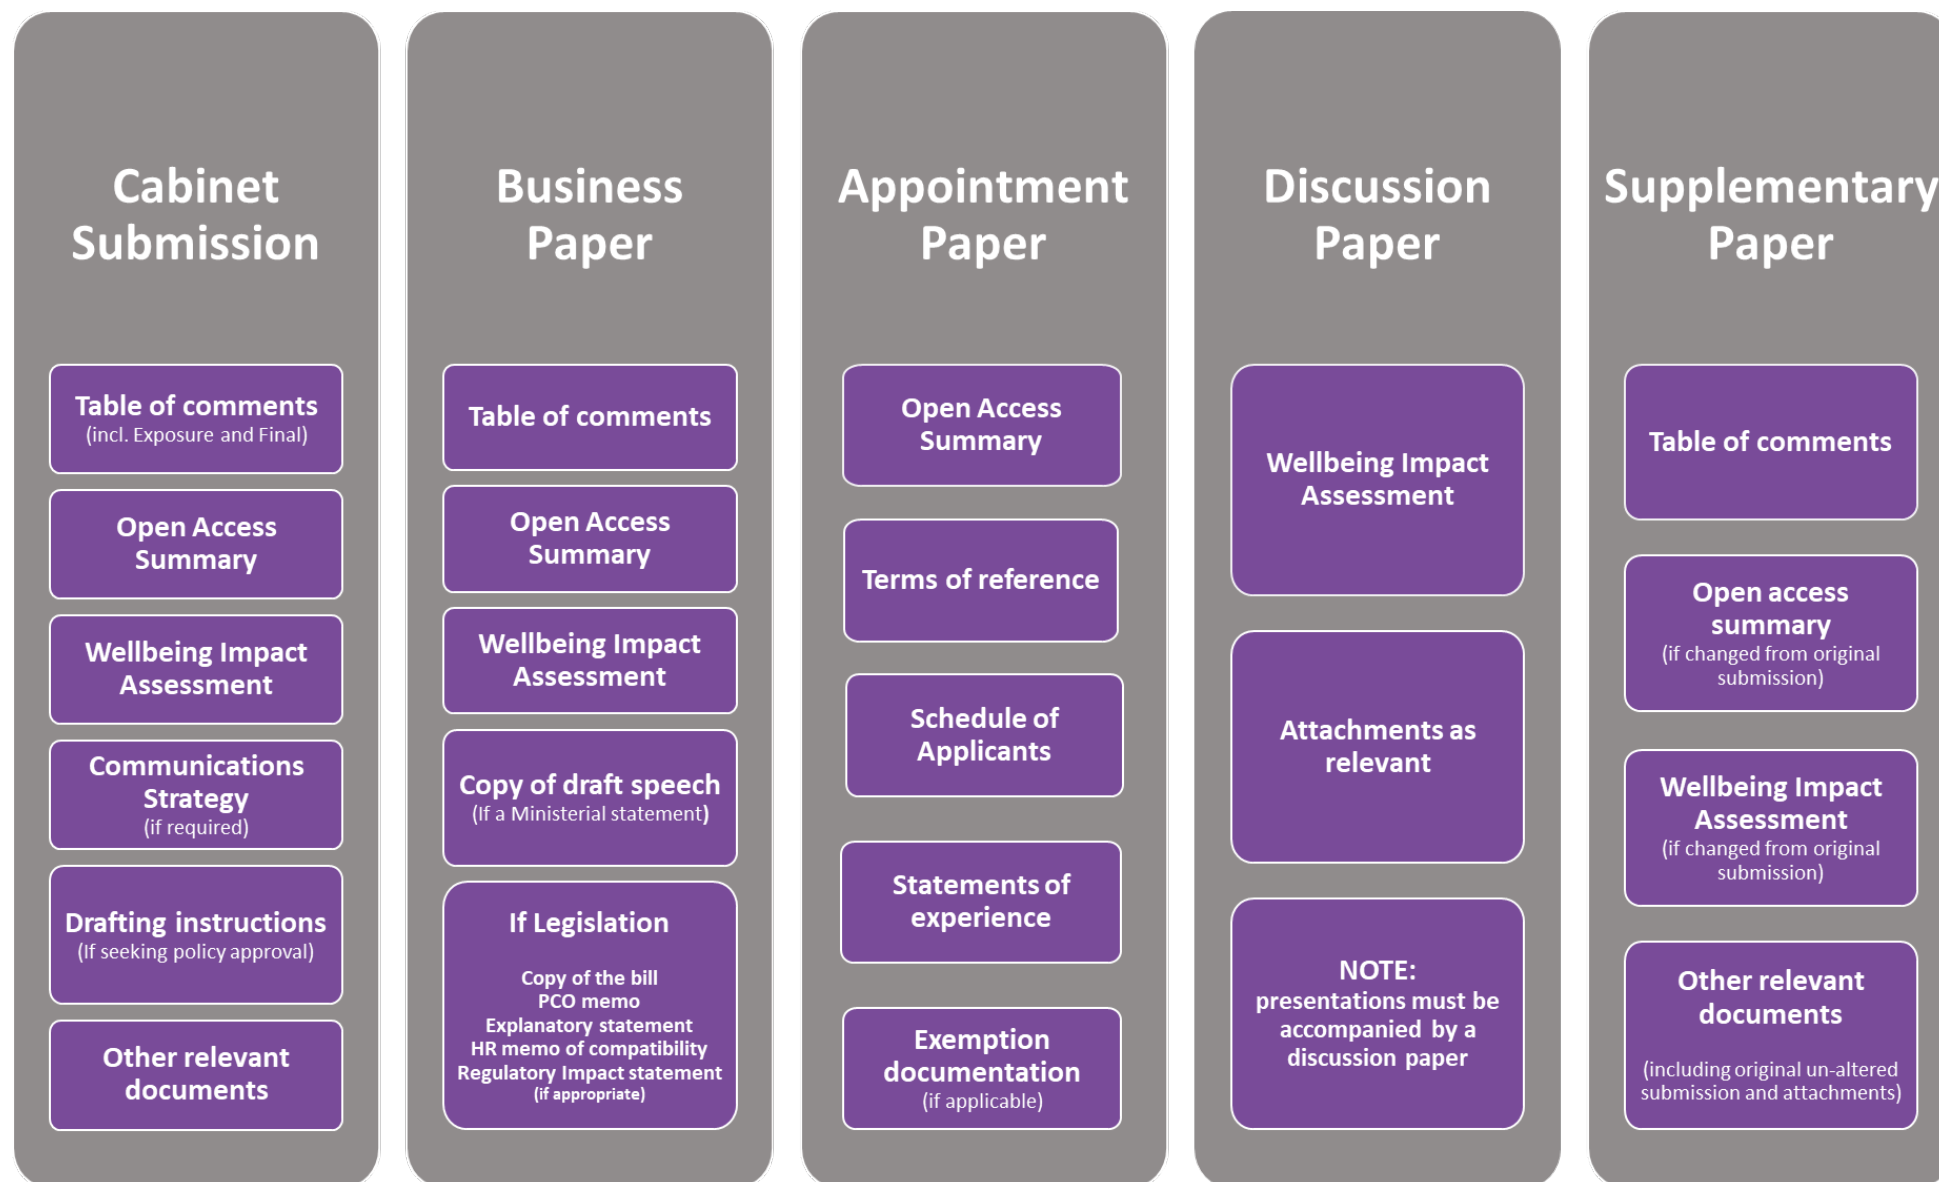 Cabinet
Submission
Table of comments
(incl. Exposure and Final)
Open Access
Summary
Wellbeing Impact
Assessment
Communications
Strategy
(if required)
Drafting instructions
(If seeking policy approval)
Other relevant
documents
Business
Paper
Table of comments
Open Access
Summary
Wellbeing Impact
Assessment
Copy of draft speech
(If a Ministerial statement)
If Legislation
Copy of the bill
PCO memo
Explanatory statement
HR memo of compatibility
Regulatory Impact statement
(if appropriate)
Appointment
Paper
Open Access
Summary
Terms of reference
Schedule of
Applicants
Statements of
experience
Exemption
documentation
(if applicable)
Discussion
Paper
Wellbeing Impact
Assessment
Attachments as
relevant
NOTE:
presentations must be
accompanied by a
discussion paper
Supplementary
Paper
Table of comments
Open access
summary
(if changed from original
submission)
Wellbeing Impact
Assessment
(if changed from original
submission)
Other relevant
documents
(including original un-altered
submission and attachments)